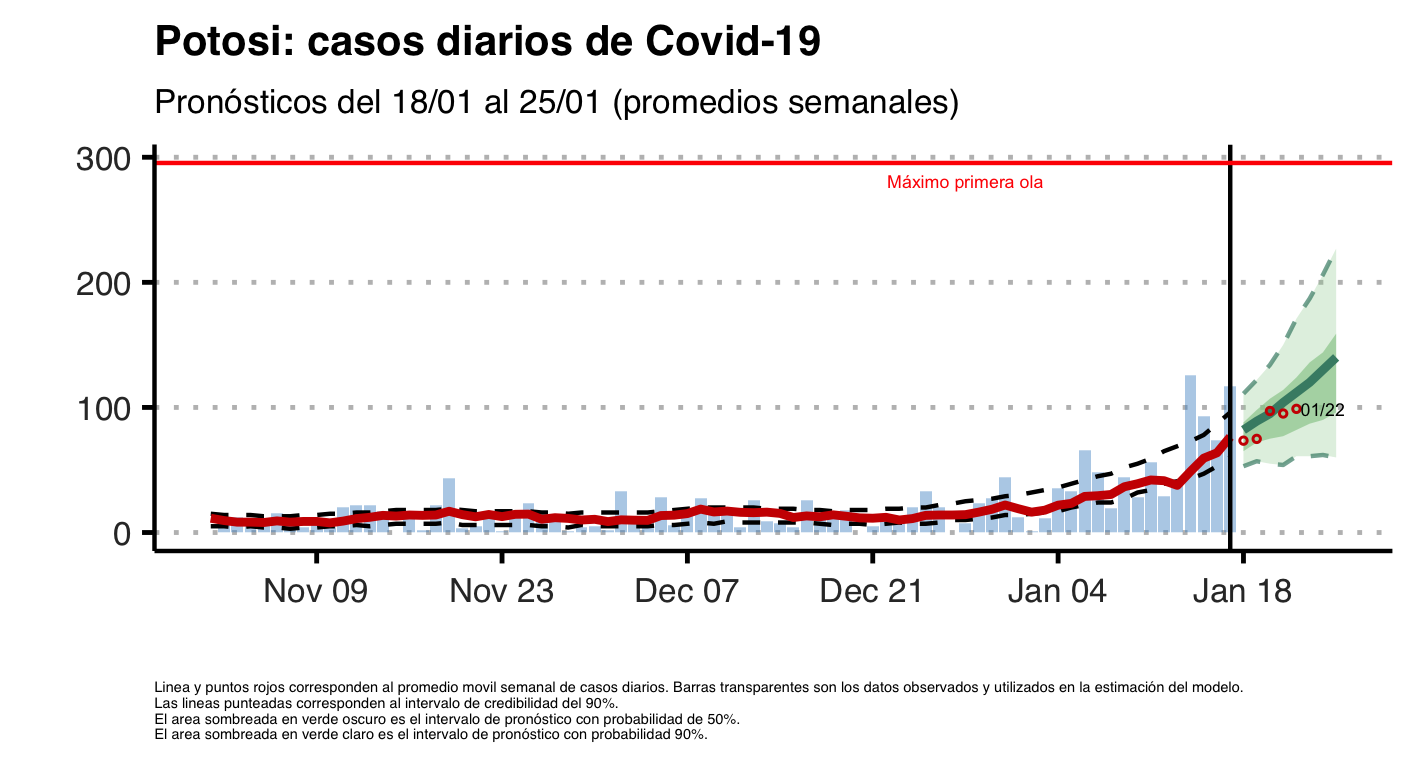 Potosi: casos diarios de Covid-19
Pronósticos del 18/01 al 25/01 (promedios semanales)
300
Máximo primera ola
200
100
01/22
0
Nov 09 Nov 23 Dec 07 Dec 21 Jan 04 Jan 18
Linea y puntos rojos corresponden al promedio movil semanal de casos diarios. Barras transparentes son los datos observados y utilizados en la estimación del modelo.
Las lineas punteadas corresponden al intervalo de credibilidad del 90%.
El area sombreada en verde oscuro es el intervalo de pronóstico con probabilidad de 50%.
El area sombreada en verde claro es el intervalo de pronóstico con probabilidad 90%.